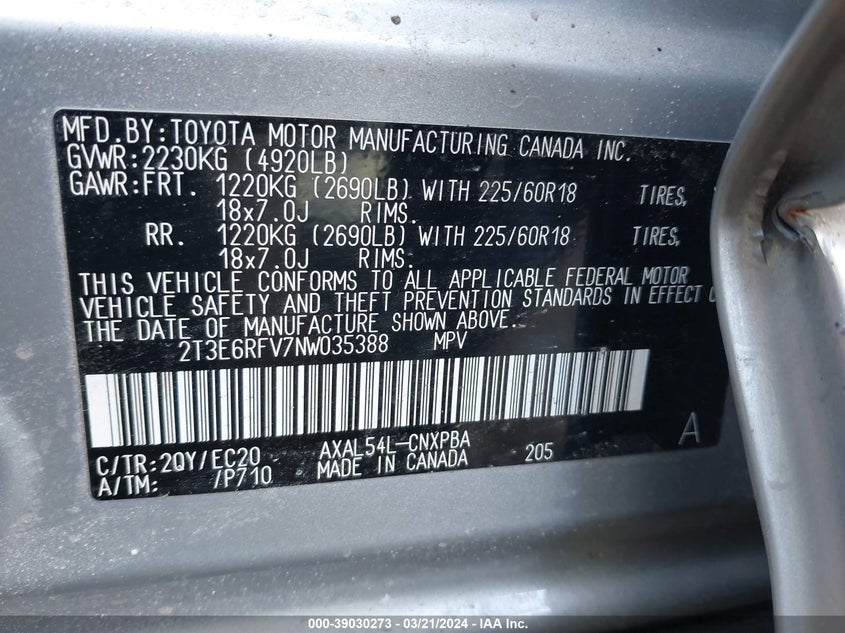 MFD.BY:TOYOTA MOTOR MANUFACTURING CANADA INC.
GVWR:2230KG (4920LB)
GAWR:FRT. 1220KG (2690LB) WITH 225/60R18 TIRES,
18x7.0J RIMS.
RR. 1220KG (2690LB) WITH 225/60R18 TIRES,
18x7.0J RIMS.
THIS VEHICLE CONFORMS TO ALL APPLICABLE FEDERAL MOTOR
VEHICLE SAFETY AND THEFT PREVENTION STANDARDS IN EFFECT
THE DATE OF MANUFACTURE SHOWN ABOVE.
2T3E6RFV7NW035388 MPV
C/TR:2QY/EC20 AXAL54L-CNXPBA 205 A
A/TM: /P710 MADE IN CANADA
000-39030273 - 03/21/2024 - IAA Inc.